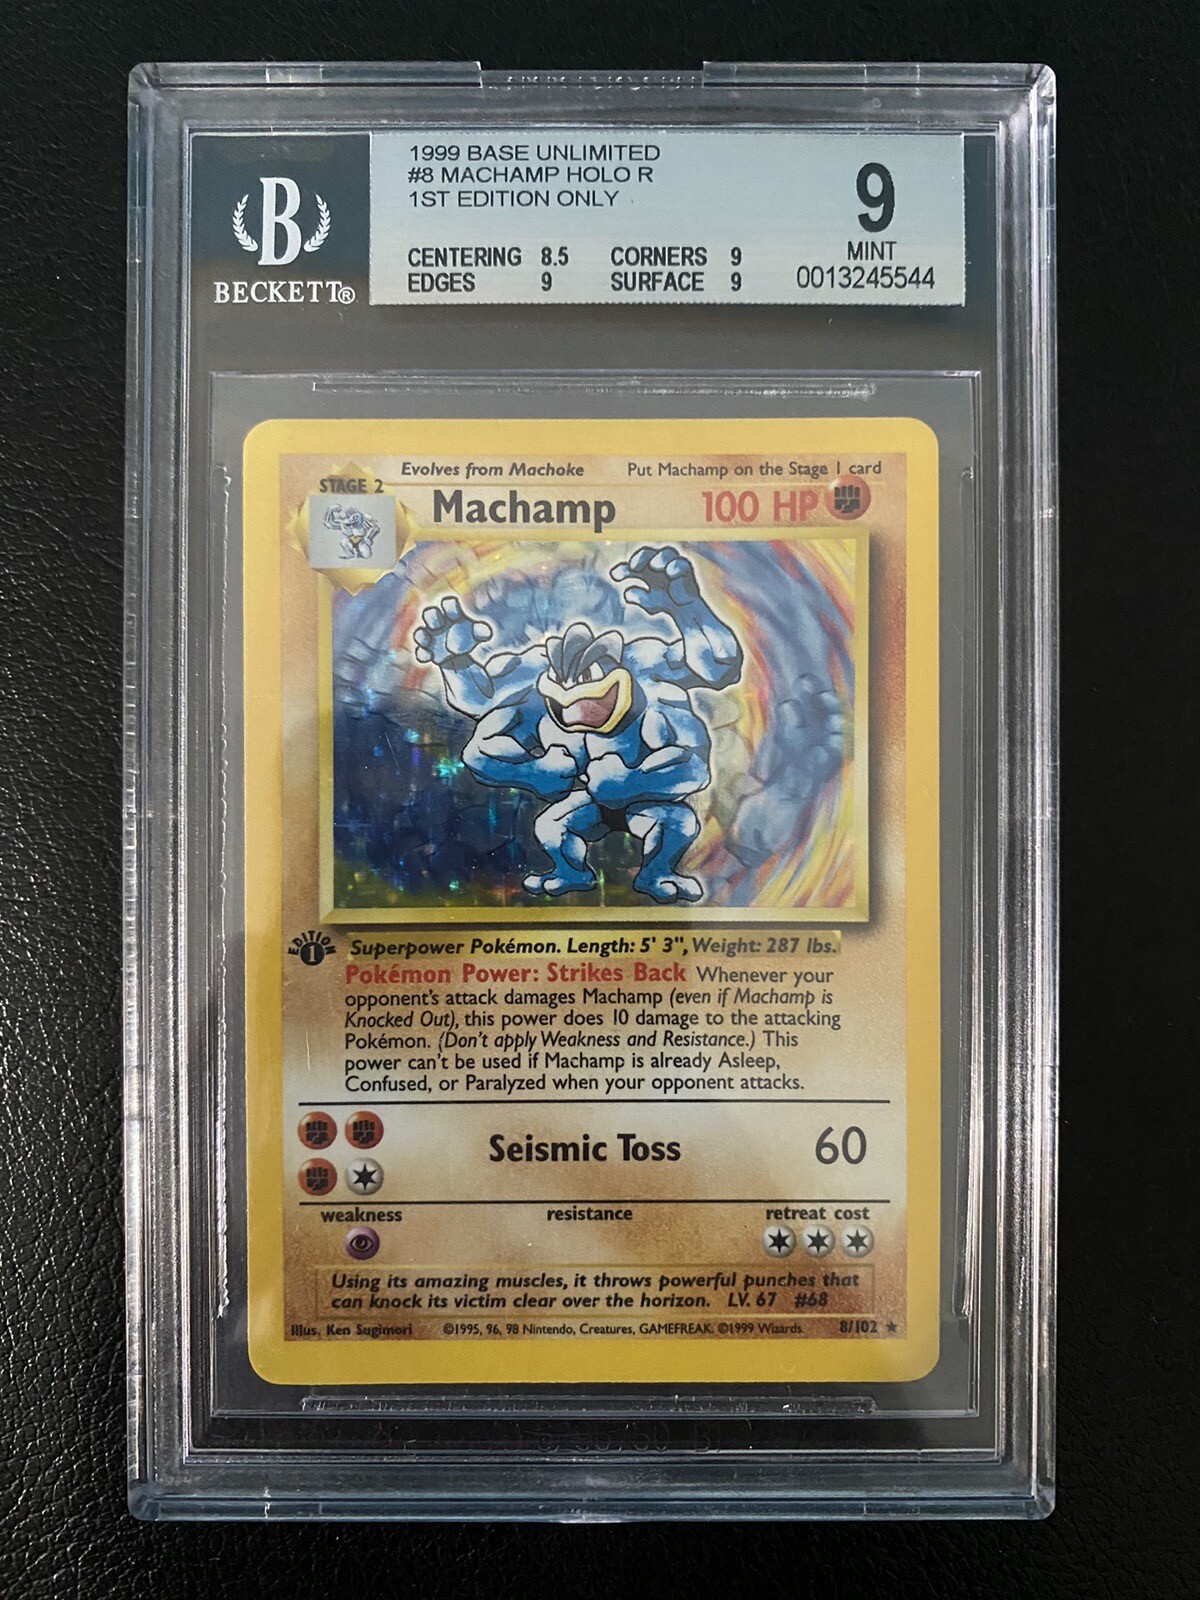 1999 BASE UNLIMITED
#8 MACHAMP HOLO R
1ST EDITION ONLY
9
MINT
0013245544
CENTERING 8.5 CORNERS 9
EDGES 9 SURFACE 9
B
BECKETT®
Evolves from Machoke Put Machamp on the Stage 1 card
STAGE 2
Machamp 100 HP
EDITION 1
Superpower Pokémon. Length: 5' 3", Weight: 287 lbs.
Pokémon Power: Strikes Back Whenever your
opponent's attack damages Machamp (even if Machamp is
Knocked Out), this power does 10 damage to the attacking
Pokémon. (Don't apply Weakness and Resistance.) This
power can't be used if Machamp is already Asleep,
Confused, or Paralyzed when your opponent attacks.
Seismic Toss 60
weakness resistance retreat cost
Using its amazing muscles, it throws powerful punches that
can knock its victim clear over the horizon. LV. 67 #68
Illus. Ken Sugimori ©1995, 96, 98 Nintendo, Creatures, GAMEFREAK. ©1999 Wizards. 8/102 ★